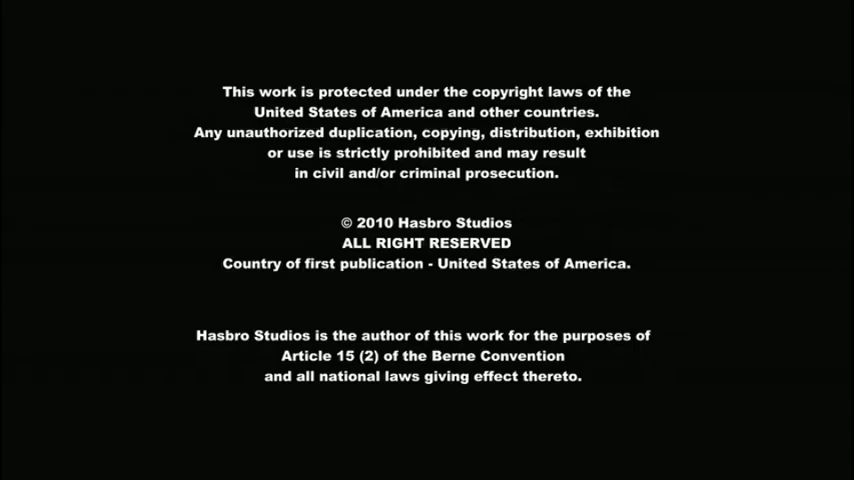 This work is protected under the copyright laws of the
United States of America and other countries.
Any unauthorized duplication, copying, distribution, exhibition
or use is strictly prohibited and may result
in civil and/or criminal prosecution.
© 2010 Hasbro Studios
ALL RIGHT RESERVED
Country of first publication - United States of America.
Hasbro Studios is the author of this work for the purposes of
Article 15 (2) of the Berne Convention
and all national laws giving effect thereto.